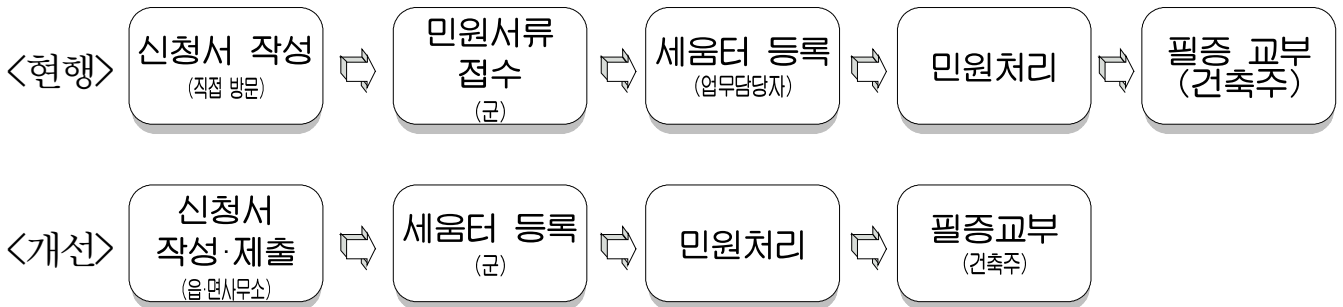 <현행>
신청서 작성
(직접 방문)
민원서류
접수
(군)
세움터 등록
(업무담당자)
민원처리
필증 교부
(건축주)
<개선>
신청서
작성·제출
(읍·면사무소)
세움터 등록
(군)
민원처리
필증교부
(건축주)